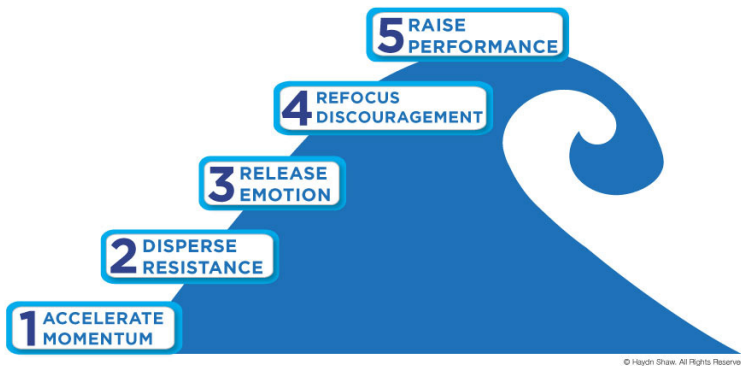 5 RAISE
PERFORMANCE
4 REFOCUS
DISCOURAGEMENT
3 RELEASE
EMOTION
2 DISPERSE
RESISTANCE
1 ACCELERATE
MOMENTUM
© Haydn Shaw. All Rights Reserve